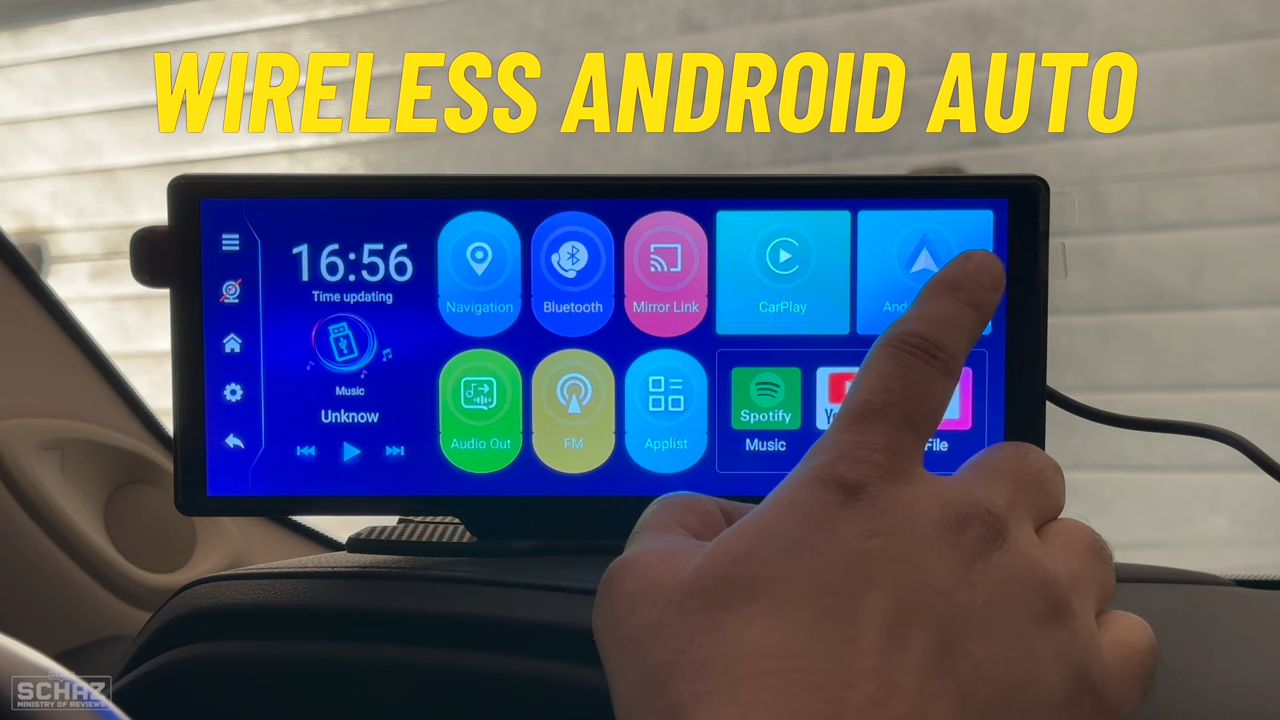 WIRELESS ANDROID AUTO
16:56
Time updating
Music
Unknow
Navigation
Bluetooth
Mirror Link
CarPlay
Audio Out
FM
Applist
Spotify
Music
File
SCHAZ
MINISTRY OF REVIEWS